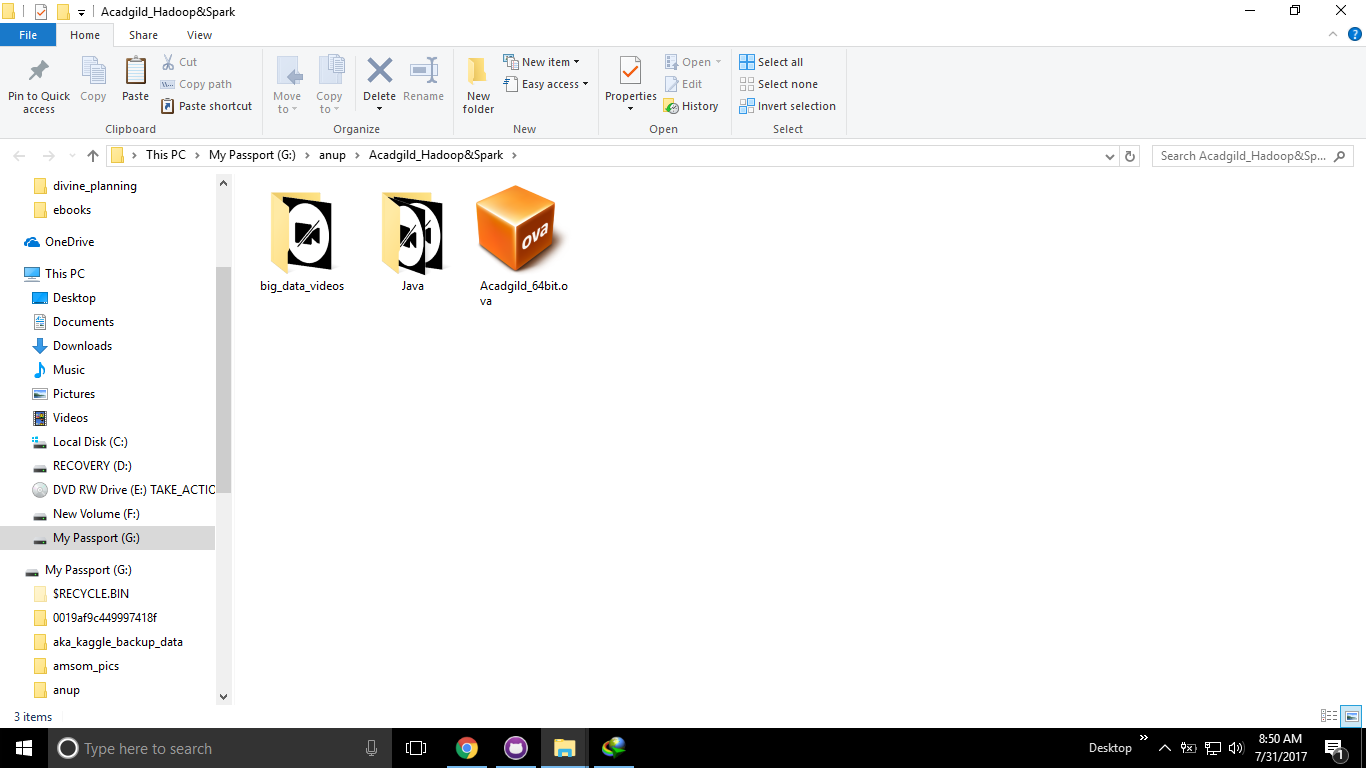 Acadgild_Hadoop&Spark
File Home Share View
Pin to Quick access
Copy
Paste
Cut
Copy path
Paste shortcut
Clipboard
Move to
Copy to
Delete
Rename
Organize
New folder
New item
Easy access
New
Properties
Open
Edit
History
Open
Select all
Select none
Invert selection
Select
This PC My Passport (G:) anup Acadgild_Hadoop&Spark
Search Acadgild_Hadoop&Sp...
divine_planning
ebooks
OneDrive
This PC
Desktop
Documents
Downloads
Music
Pictures
Videos
Local Disk (C:)
RECOVERY (D:)
DVD RW Drive (E:) TAKE_ACTIO
New Volume (F:)
My Passport (G:)
My Passport (G:)
$RECYCLE.BIN
0019af9c449997418f
aka_kaggle_backup_data
amsom_pics
anup
big_data_videos
Java
ova
Acadgild_64bit.o
va
3 items
Type here to search
Desktop
8:50 AM
7/31/2017
1